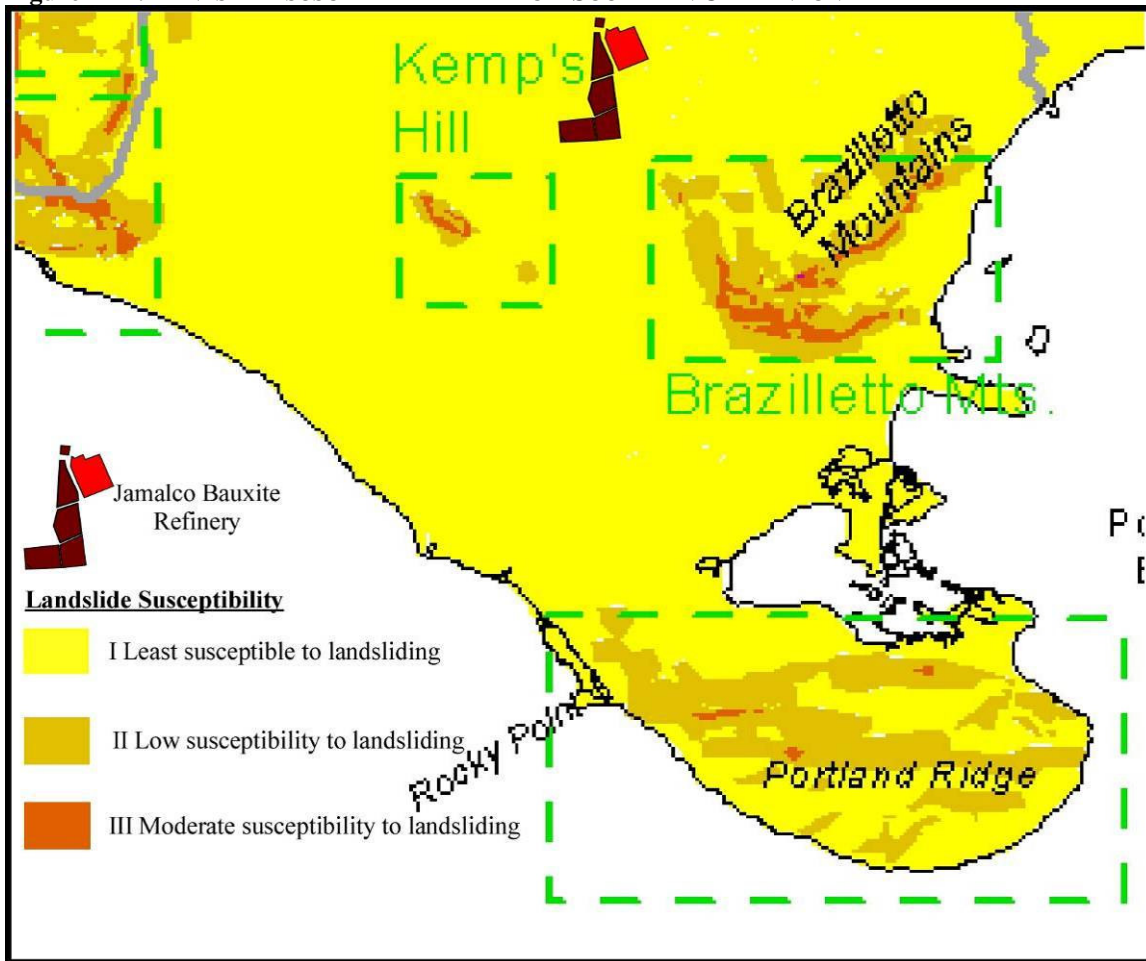 Kemp's
Hill
Brazilletto
Mountains
Brazilletto Mts.
Jamalco Bauxite
Refinery
Landslide Susceptibility
I Least susceptible to landsliding
II Low susceptibility to landsliding
III Moderate susceptibility to landsliding
Rocky Point
Portland Ridge